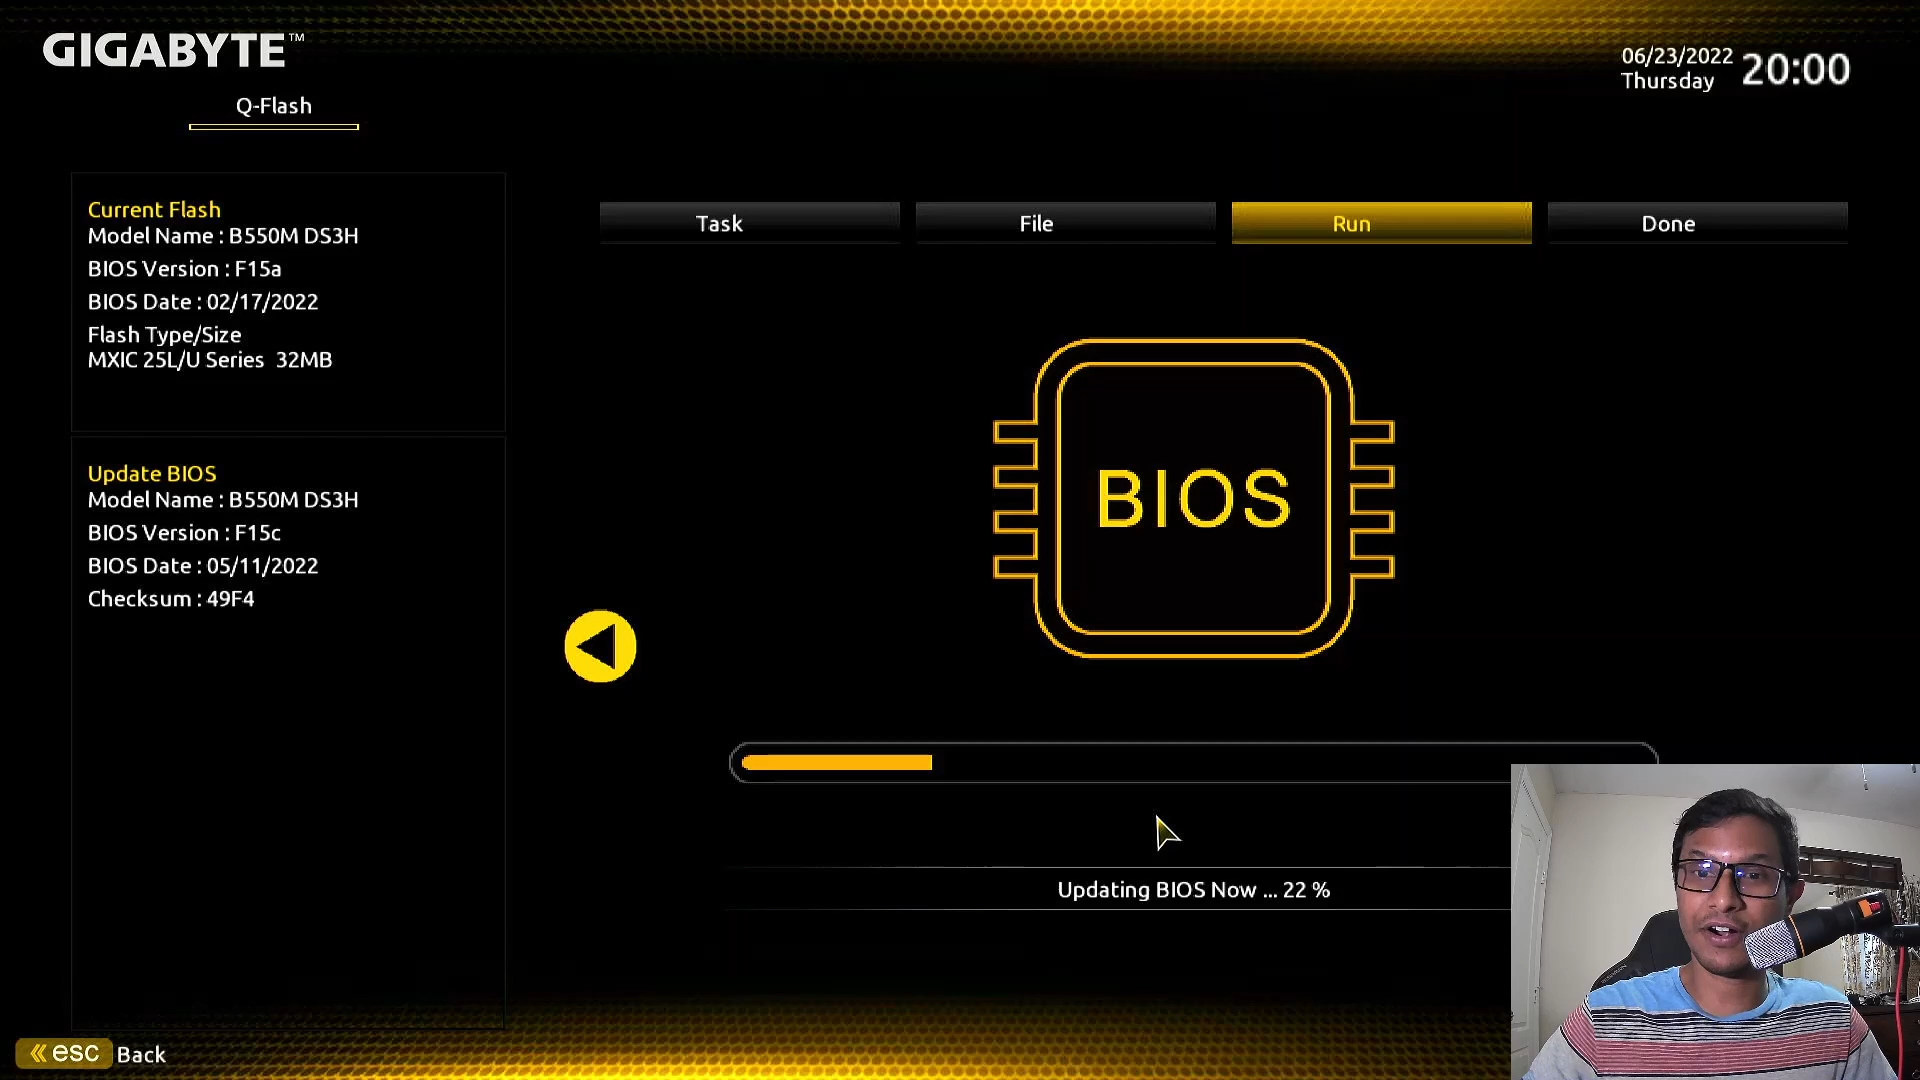 GIGABYTE™
06/23/2022
Thursday
20:00
Q-Flash
Current Flash
Model Name : B550M DS3H
BIOS Version : F15a
BIOS Date : 02/17/2022
Flash Type/Size
MXIC 25L/U Series 32MB
Update BIOS
Model Name : B550M DS3H
BIOS Version : F15c
BIOS Date : 05/11/2022
Checksum : 49F4
Task
File
Run
Done
BIOS
Updating BIOS Now ... 22 %
esc Back